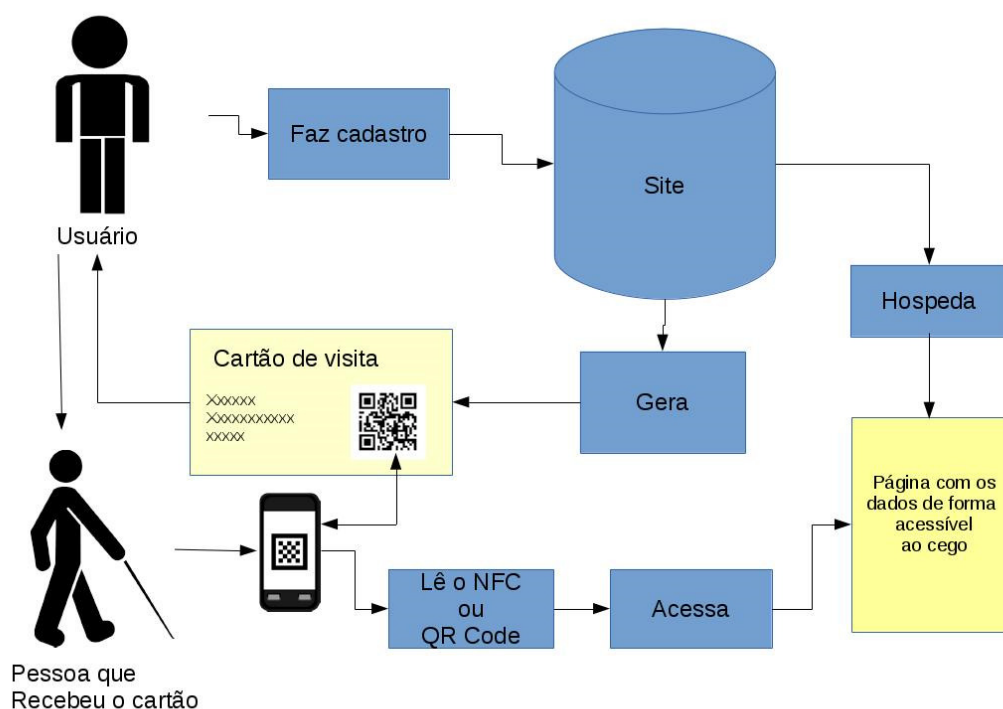 Faz cadastro
Site
Usuário
Hospeda
Cartão de visita
Xxxxxx
Xxxxxxxxxxx
xxxxx
Gera
Página com os
dados de forma
acessível
ao cego
Lê o NFC
ou
QR Code
Acessa
Pessoa que
Recebeu o cartão